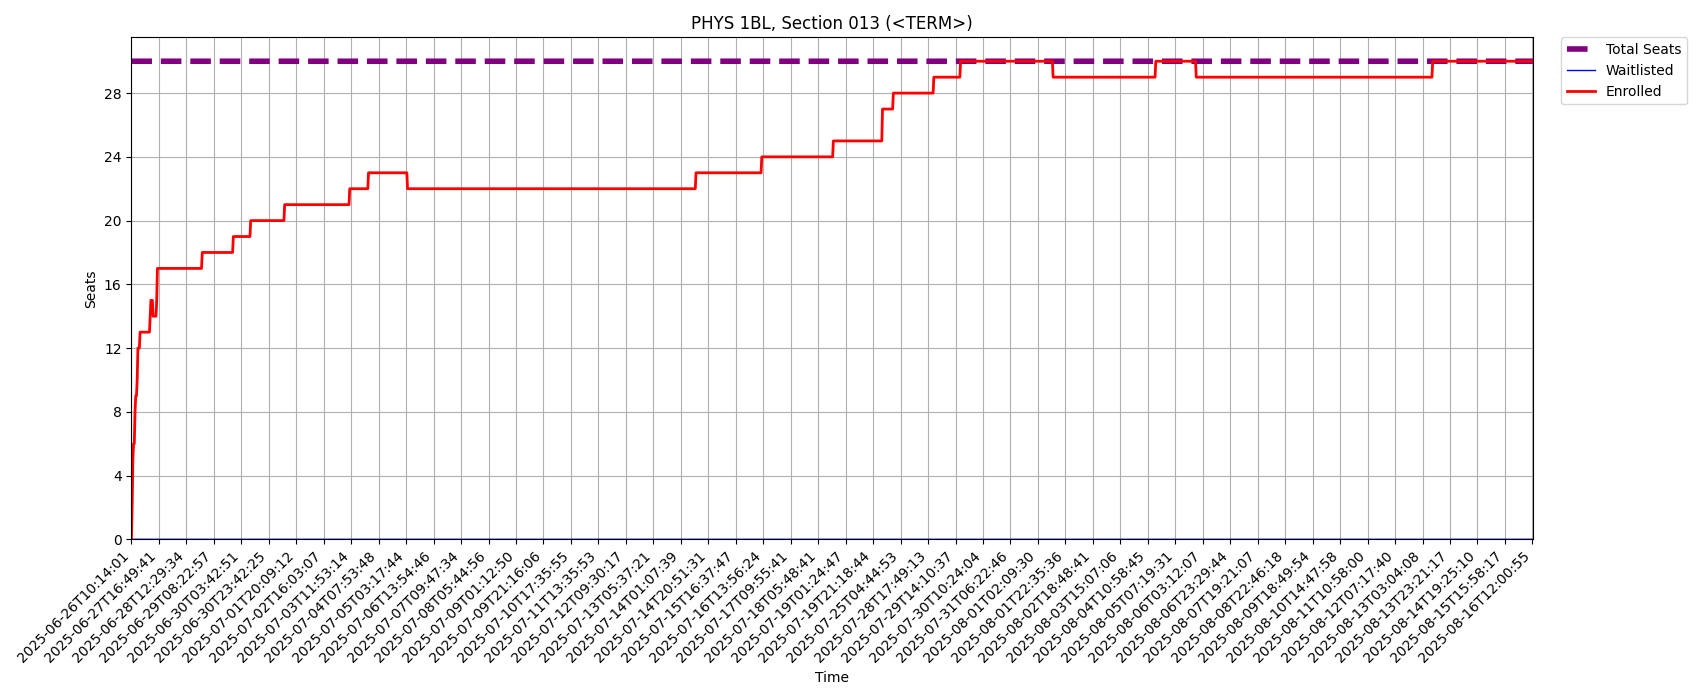 PHYS 1BL, Section 013 (<TERM>)
Total Seats
Waitlisted
Enrolled
Seats
28
24
20
16
12
8
4
0
2025-06-26T10:14:01
2025-06-27T16:49:41
2025-06-28T12:29:34
2025-06-29T08:22:57
2025-06-30T03:42:51
2025-06-30T23:42:25
2025-07-01T20:09:12
2025-07-02T16:03:07
2025-07-03T11:53:14
2025-07-04T07:53:48
2025-07-05T03:17:44
2025-07-06T13:54:46
2025-07-07T09:47:34
2025-07-08T05:44:56
2025-07-09T01:12:50
2025-07-09T21:16:06
2025-07-10T17:35:55
2025-07-11T13:35:53
2025-07-12T09:30:17
2025-07-13T05:37:21
2025-07-14T01:07:39
2025-07-14T20:51:31
2025-07-15T16:37:47
2025-07-16T13:56:24
2025-07-17T09:55:41
2025-07-18T05:48:41
2025-07-19T01:24:47
2025-07-19T21:18:44
2025-07-25T04:44:53
2025-07-28T17:49:13
2025-07-29T14:10:37
2025-07-30T10:24:04
2025-07-31T06:22:46
2025-08-01T02:09:30
2025-08-01T22:35:36
2025-08-02T18:48:41
2025-08-03T15:07:06
2025-08-04T10:58:45
2025-08-05T07:19:31
2025-08-06T03:12:07
2025-08-06T23:29:44
2025-08-07T19:21:07
2025-08-08T22:46:18
2025-08-09T18:49:54
2025-08-10T14:47:58
2025-08-11T10:58:00
2025-08-12T07:17:40
2025-08-13T03:04:08
2025-08-13T23:21:17
2025-08-14T19:25:10
2025-08-15T15:58:17
2025-08-16T12:00:55
Time